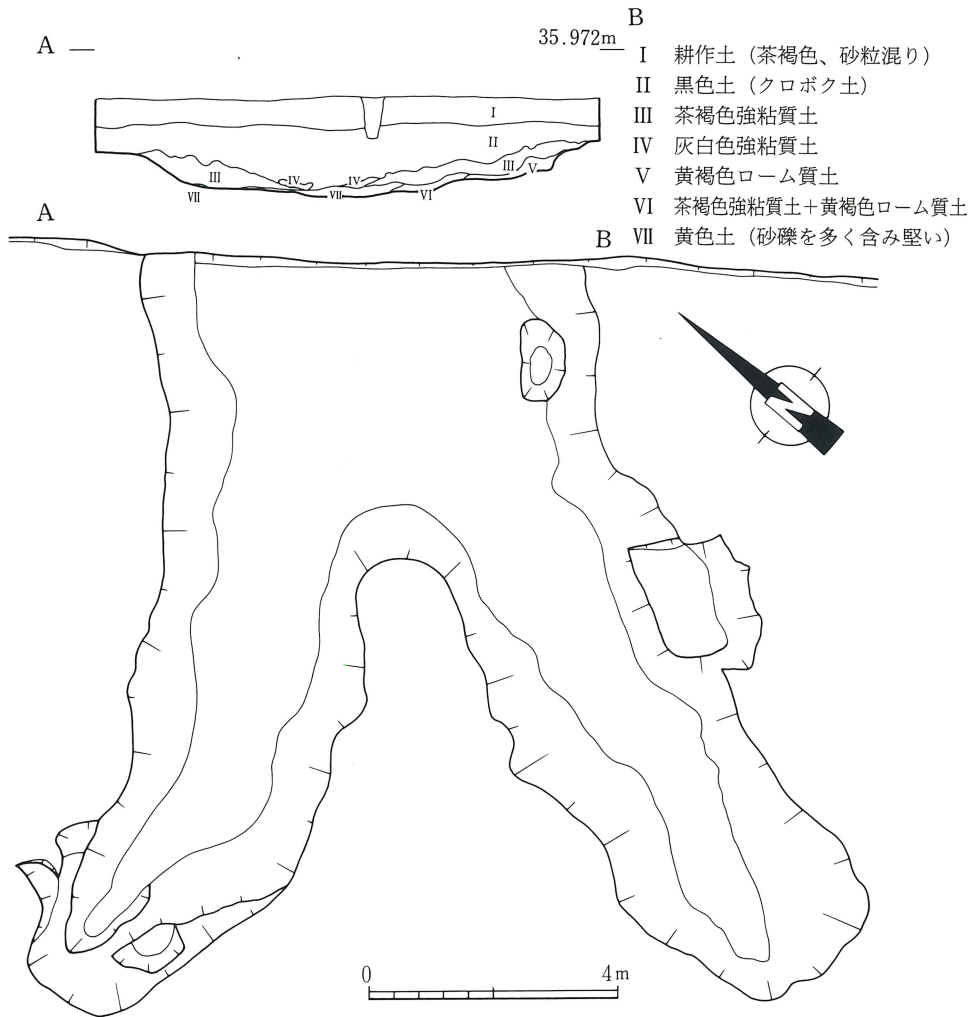 A
35.972m
B
I 耕作土（茶褐色、砂粒混り）
II 黒色土（クロボク土）
III 茶褐色強粘質土
IV 灰白色強粘質土
V 黄褐色ローム質土
VI 茶褐色強粘質土＋黄褐色ローム質土
VII 黄色土（砂礫を多く含み堅い）
I
II
III
IV
IV
III
V
VII
VII
VI
A
B
0
4m